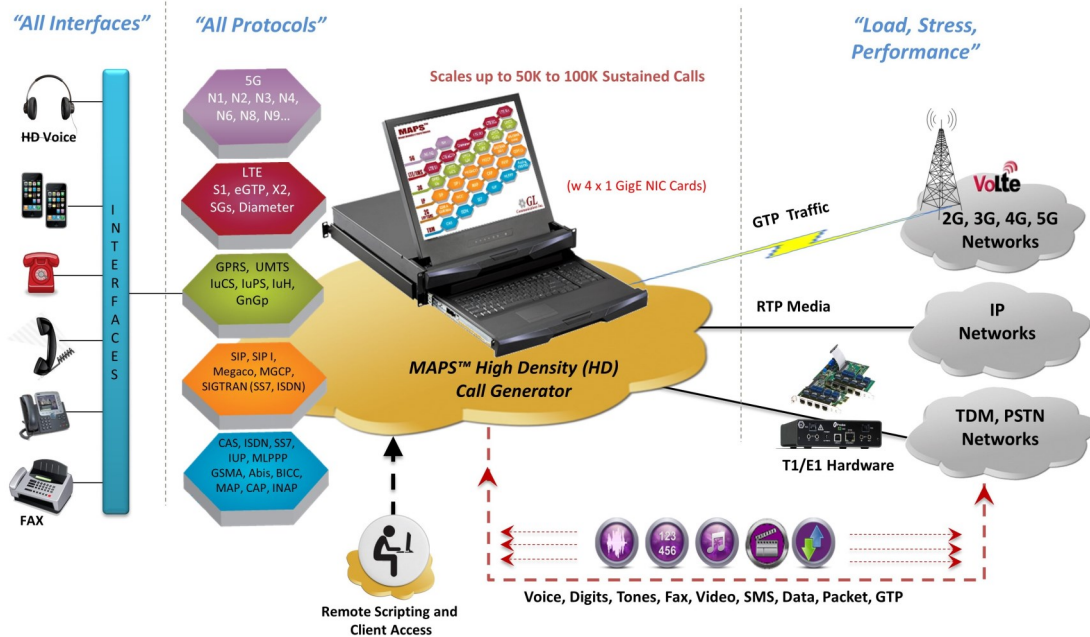 “All Interfaces”
“All Protocols”
“Load, Stress,
Performance”
HD Voice
FAX
INTERFACES
5G
N1, N2, N3, N4,
N6, N8, N9...
LTE
S1, eGTP, X2,
SGs, Diameter
GPRS, UMTS
IuCS, IuPS, IuH,
GnGp
SIP, SIP I,
Megaco, MGCP,
SIGTRAN (SS7, ISDN)
CAS, ISDN, SS7,
IUP, MLPPP
GSMA, Abis, BICC,
MAP, CAP, INAP
Scales up to 50K to 100K Sustained Calls
MAPS™
GL
(w 4 x 1 GigE NIC Cards)
MAPS™ High Density (HD)
Call Generator
GTP Traffic
VoLte
2G, 3G, 4G, 5G
Networks
RTP Media
IP
Networks
TDM, PSTN
Networks
T1/E1 Hardware
123
456
Voice, Digits, Tones, Fax, Video, SMS, Data, Packet, GTP
Remote Scripting and
Client Access